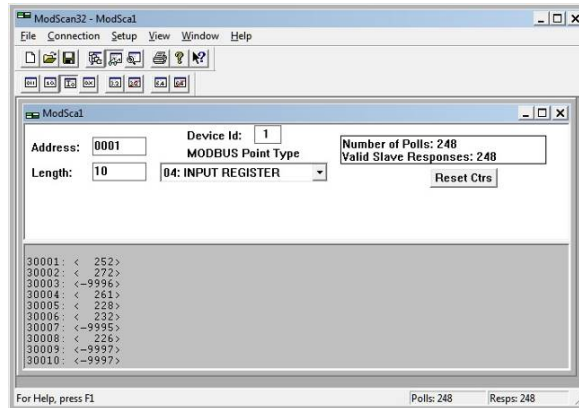 ModScan32 - ModSca1
File Connection Setup View Window Help
ModSca1
Address: 0001
Device Id: 1
MODBUS Point Type
Length: 10
04: INPUT REGISTER
Number of Polls: 248
Valid Slave Responses: 248
Reset Ctrs
30001: < 252>
30002: < 272>
30003: <-9996>
30004: < 261>
30005: < 228>
30006: < 232>
30007: <-9995>
30008: < 226>
30009: <-9997>
30010: <-9997>
For Help, press F1
Polls: 248
Resps: 248